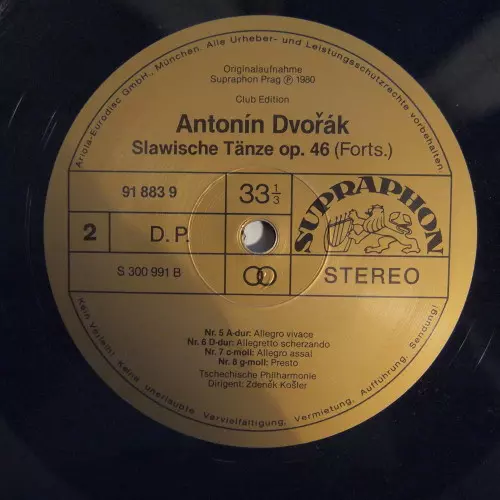 Ariola-Eurodisc GmbH., München. Alle Urheber- und Leistungsschutzrechte vorbehalten.
Originalaufnahme
Supraphon Prag Ⓟ 1980
Club Edition
Antonín Dvořák
Slawische Tänze op. 46 (Forts.)
91 883 9
33 1/3
SUPRAPHON
2
D. P.
S 300 991 B
STEREO
Nr. 5 A-dur: Allegro vivace
Nr. 6 D-dur: Allegretto scherzando
Nr. 7 c-moll: Allegro assai
Nr. 8 g-moll: Presto
Tschechische Philharmonie
Dirigent: Zdeněk Košler
Kein Verleih! Keine unerlaubte Vervielfältigung, Vermietung, Aufführung, Sendung!